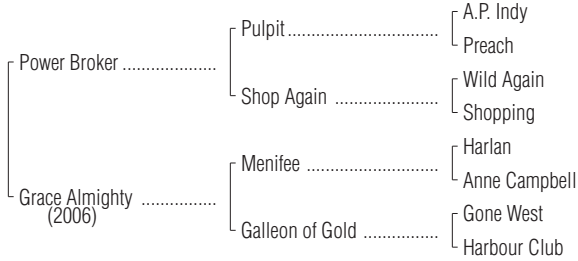 A.P. Indy
Pulpit
Preach
Power Broker
Wild Again
Shop Again
Shopping
Harlan
Menifee
Anne Campbell
Grace Almighty
(2006)
Gone West
Galleon of Gold
Harbour Club